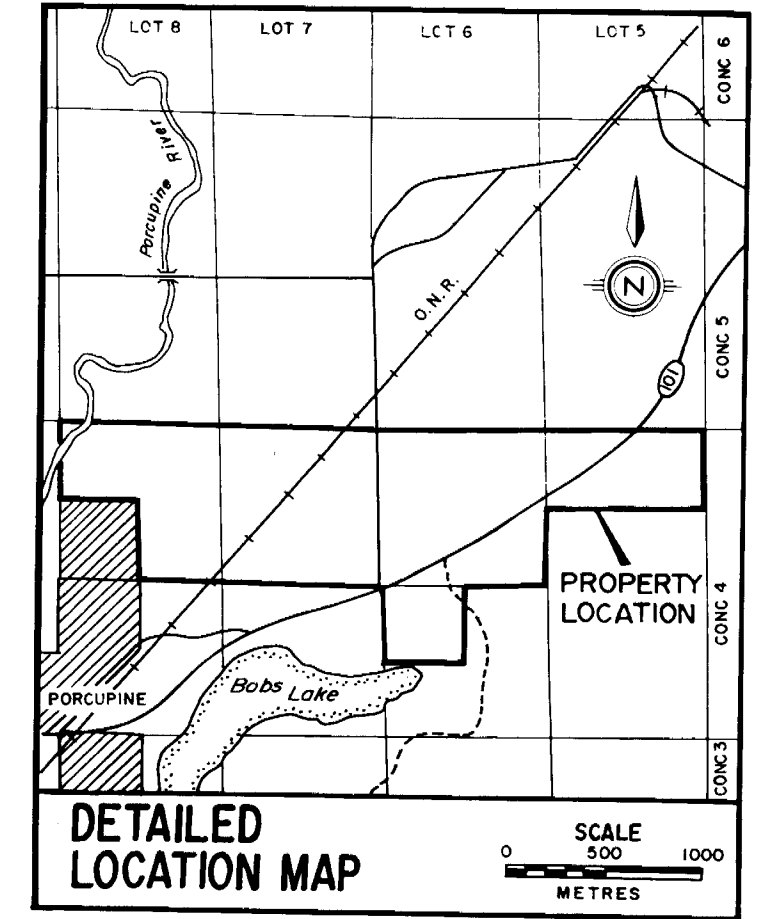 LOT 8
LOT 7
LOT 6
LOT 5
CONC 6
Porcupine River
O.N.R.
N
101
CONC 5
PROPERTY
LOCATION
CONC 4
PORCUPINE
Bobs Lake
CONC 3
DETAILED
LOCATION MAP
SCALE
0 500 1000
METRES